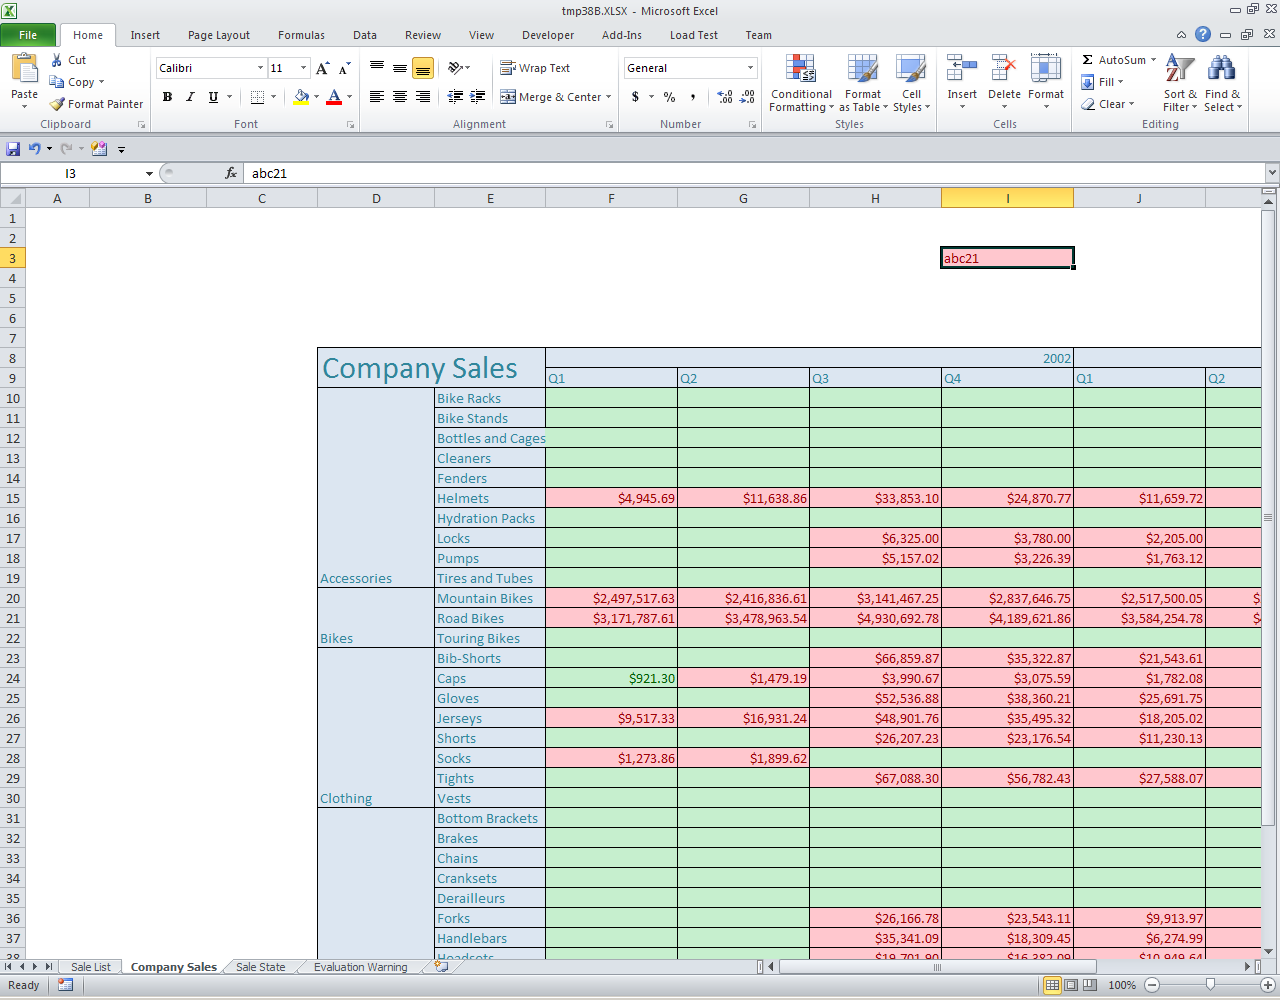 tmp38B.XLSX - Microsoft Excel
File Home Insert Page Layout Formulas Data Review View Developer Add-Ins Load Test Team
Paste Cut Copy Format Painter
Calibri 11 B I U
Wrap Text Merge & Center
General $ % ,
Conditional Formatting Format as Table Cell Styles
Insert Delete Format
AutoSum Fill Clear
Sort & Filter Find & Select
Clipboard Font Alignment Number Styles Cells Editing
I3 fx abc21
A B C D E F G H I J
1
2
3 abc21
4
5
6
7
8 Company Sales 2002
9 Q1 Q2 Q3 Q4 Q1 Q2
10 Bike Racks
11 Bike Stands
12 Bottles and Cages
13 Cleaners
14 Fenders
15 Helmets $4,945.69 $11,638.86 $33,853.10 $24,870.77 $11,659.72
16 Hydration Packs
17 Locks $6,325.00 $3,780.00 $2,205.00
18 Pumps $5,157.02 $3,226.39 $1,763.12
19 Accessories Tires and Tubes
20 Mountain Bikes $2,497,517.63 $2,416,836.61 $3,141,467.25 $2,837,646.75 $2,517,500.05 $
21 Road Bikes $3,171,787.61 $3,478,963.54 $4,930,692.78 $4,189,621.86 $3,584,254.78 $
22 Bikes Touring Bikes
23 Bib-Shorts $66,859.87 $35,322.87 $21,543.61
24 Caps $921.30 $1,479.19 $3,990.67 $3,075.59 $1,782.08
25 Gloves $52,536.88 $38,360.21 $25,691.75
26 Jerseys $9,517.33 $16,931.24 $48,901.76 $35,495.32 $18,205.02
27 Shorts $26,207.23 $23,176.54 $11,230.13
28 Socks $1,273.86 $1,899.62
29 Tights $67,088.30 $56,782.43 $27,588.07
30 Clothing Vests
31 Bottom Brackets
32 Brakes
33 Chains
34 Cranksets
35 Derailleurs
36 Forks $26,166.78 $23,543.11 $9,913.97
37 Handlebars $35,341.09 $18,309.45 $6,274.99
38 Headsets $19,701.90 $16,382.09 $10,949.64
Sale List Company Sales Sale State Evaluation Warning
Ready 100%